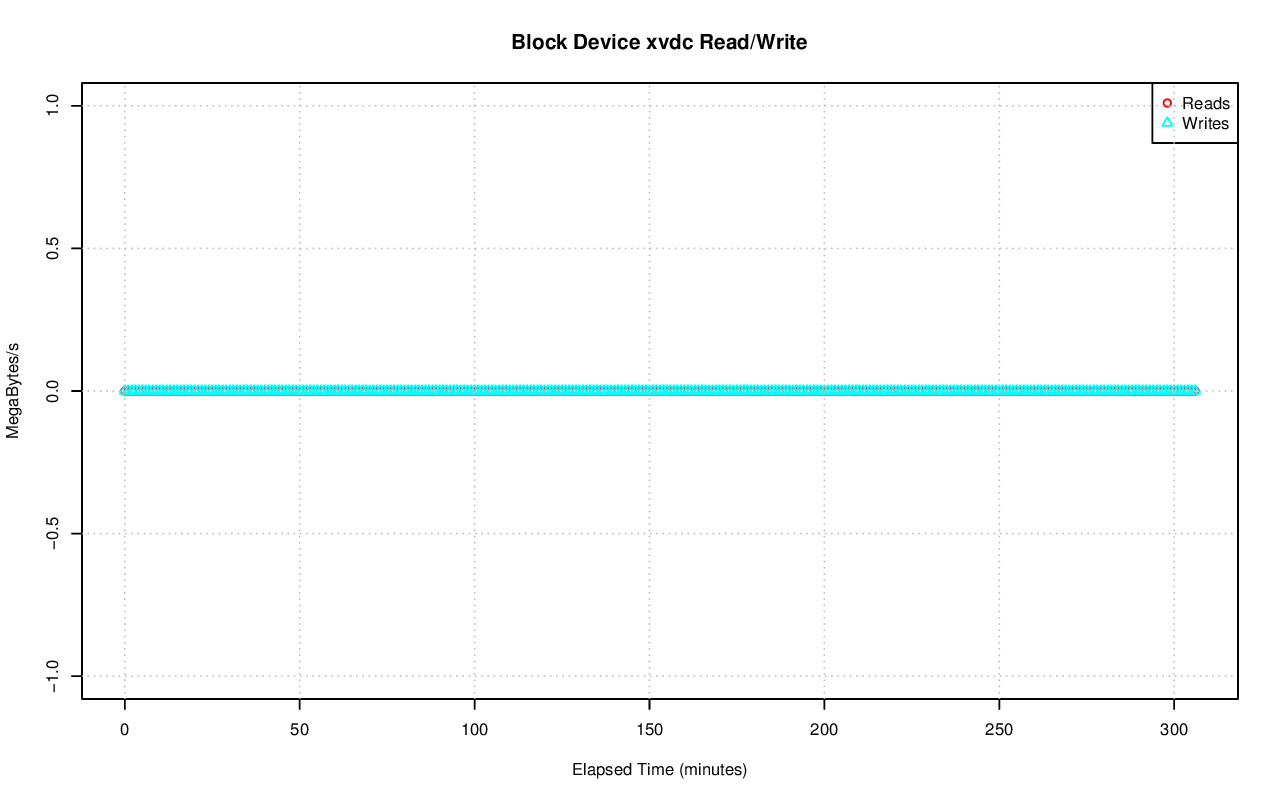 Block Device xvdc Read/Write
Reads
Writes
MegaBytes/s
1.0
0.5
0.0
−0.5
−1.0
0 50 100 150 200 250 300
Elapsed Time (minutes)